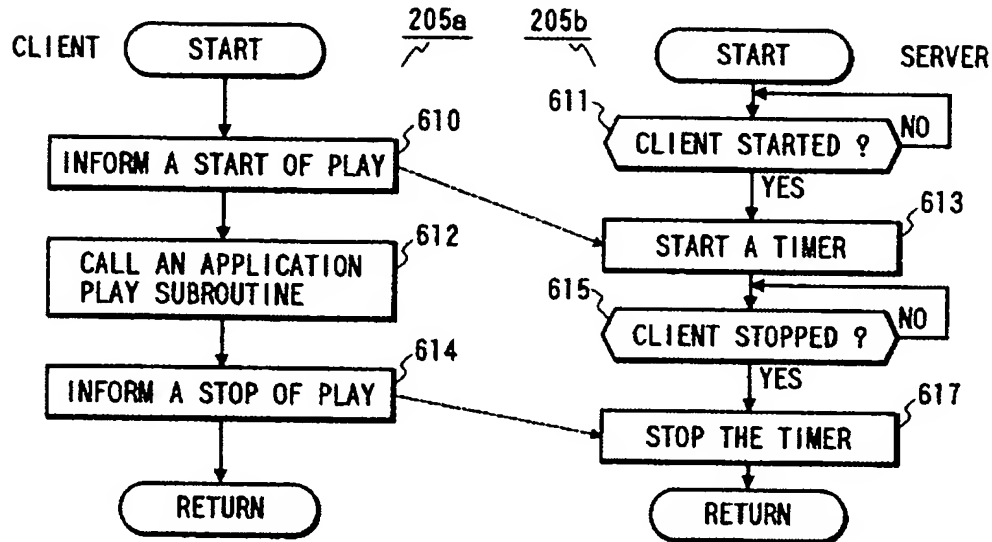 CLIENT
START
205a
610
INFORM A START OF PLAY
612
CALL AN APPLICATION
PLAY SUBROUTINE
614
INFORM A STOP OF PLAY
RETURN
205b
START
SERVER
611
CLIENT STARTED ?
NO
YES
613
START A TIMER
615
CLIENT STOPPED ?
NO
YES
617
STOP THE TIMER
RETURN